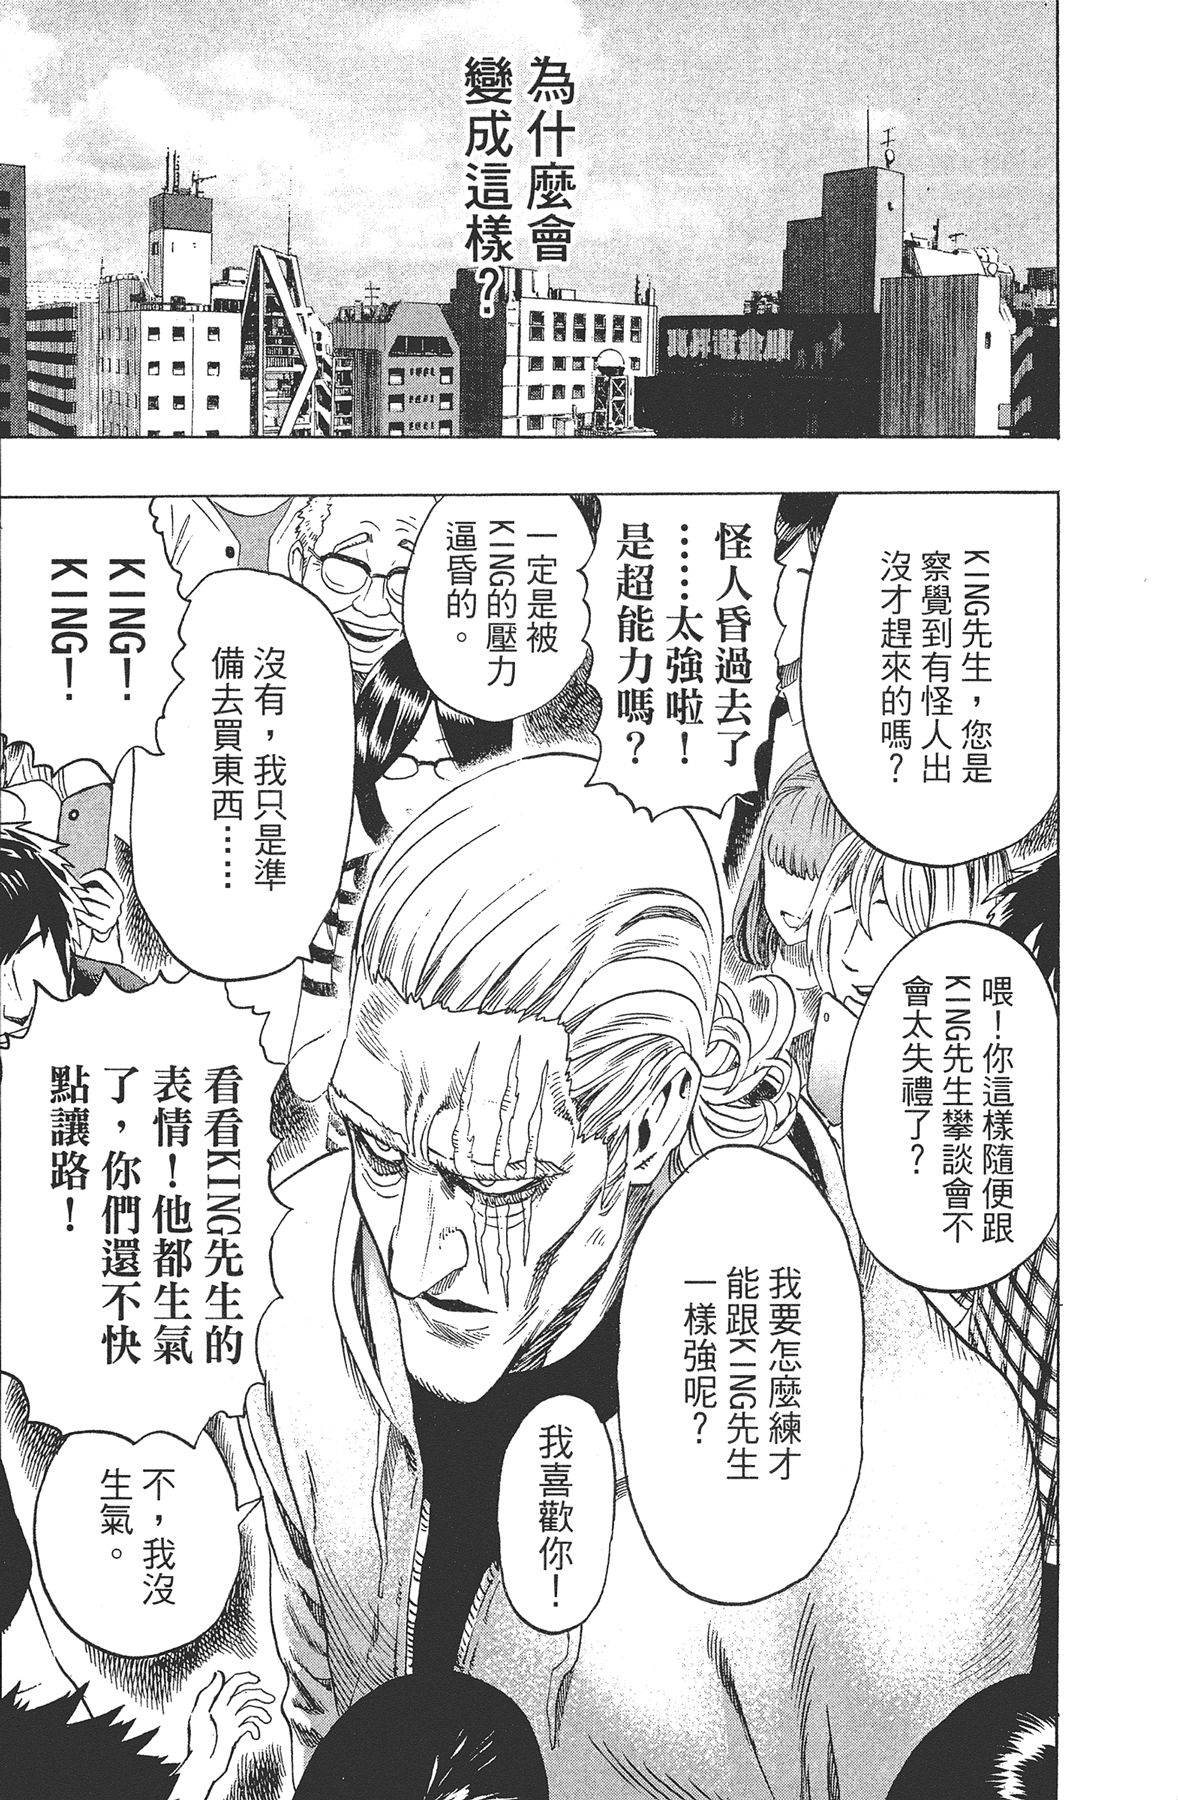 為什麼會
變成這樣?
KING先生，您是
察覺到有怪人出
沒才趕來的嗎?
怪人昏過去了
……太強啦!
是超能力嗎?
一定是被
KING的壓力
逼昏的。
沒有，我只是準
備去買東西……
KING!
KING!
喂!你這樣隨便跟
KING先生攀談會不
會太失禮了?
我要怎麼練才
能跟KING先生
一樣強呢?
我喜歡你!
看看KING先生的
表情!他都生氣
了，你們還不快
點讓路!
不，我沒
生氣。